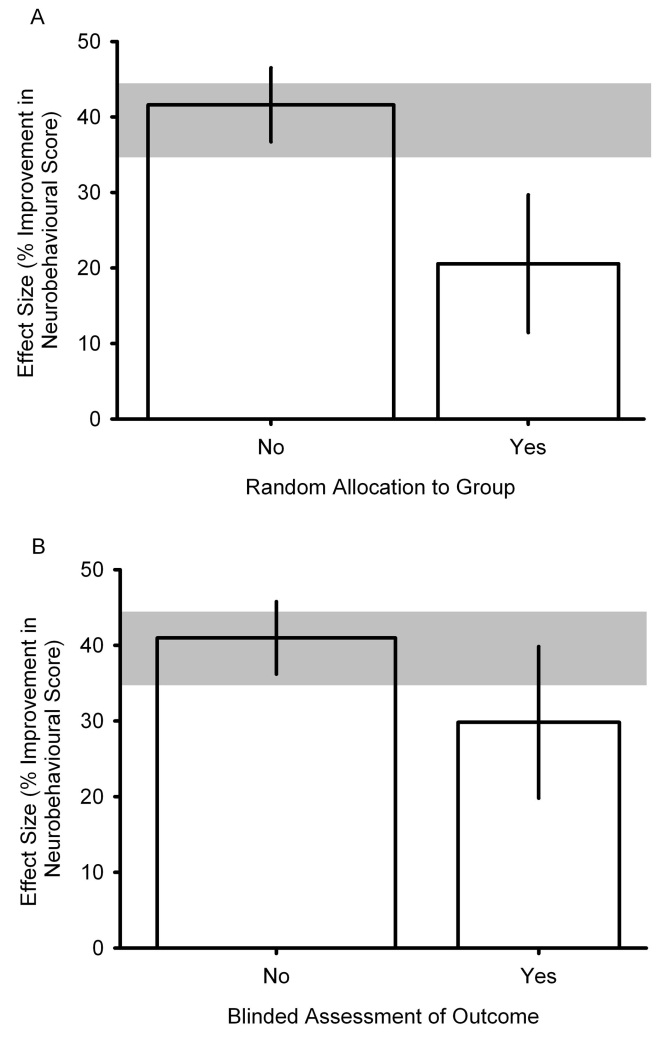 A
Effect Size (% Improvement in
Neurobehavioural Score)
50
40
30
20
10
0
No
Yes
Random Allocation to Group
B
Effect Size (% Improvement in
Neurobehavioural Score)
50
40
30
20
10
0
No
Yes
Blinded Assessment of Outcome